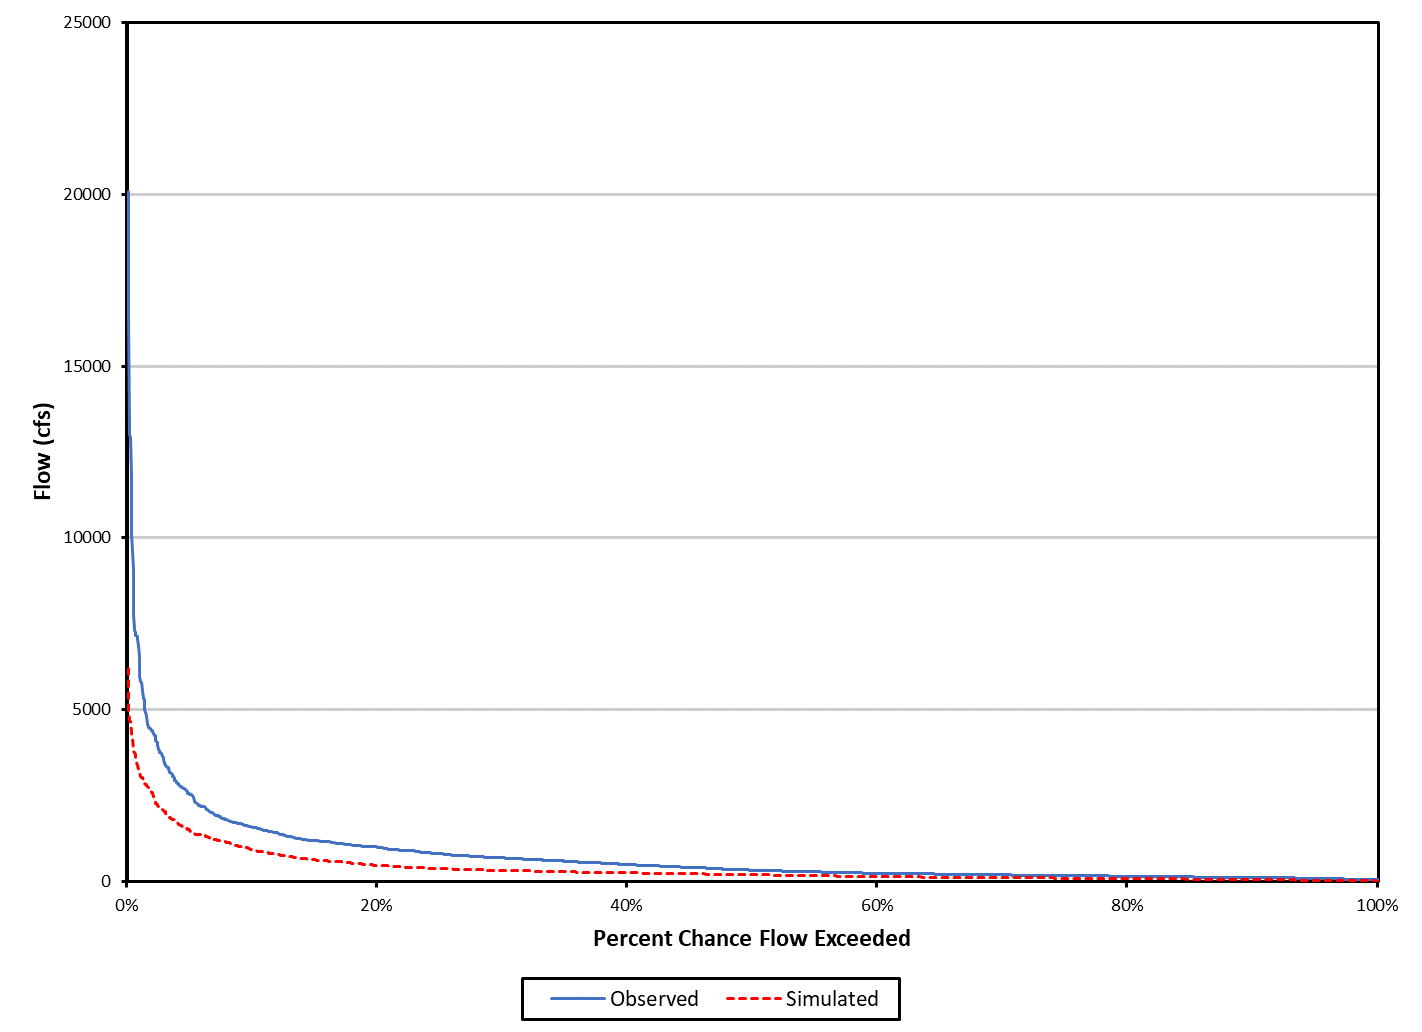 25000
20000
15000
10000
5000
0
Flow (cfs)
0% 20% 40% 60% 80% 100%
Percent Chance Flow Exceeded
Observed Simulated